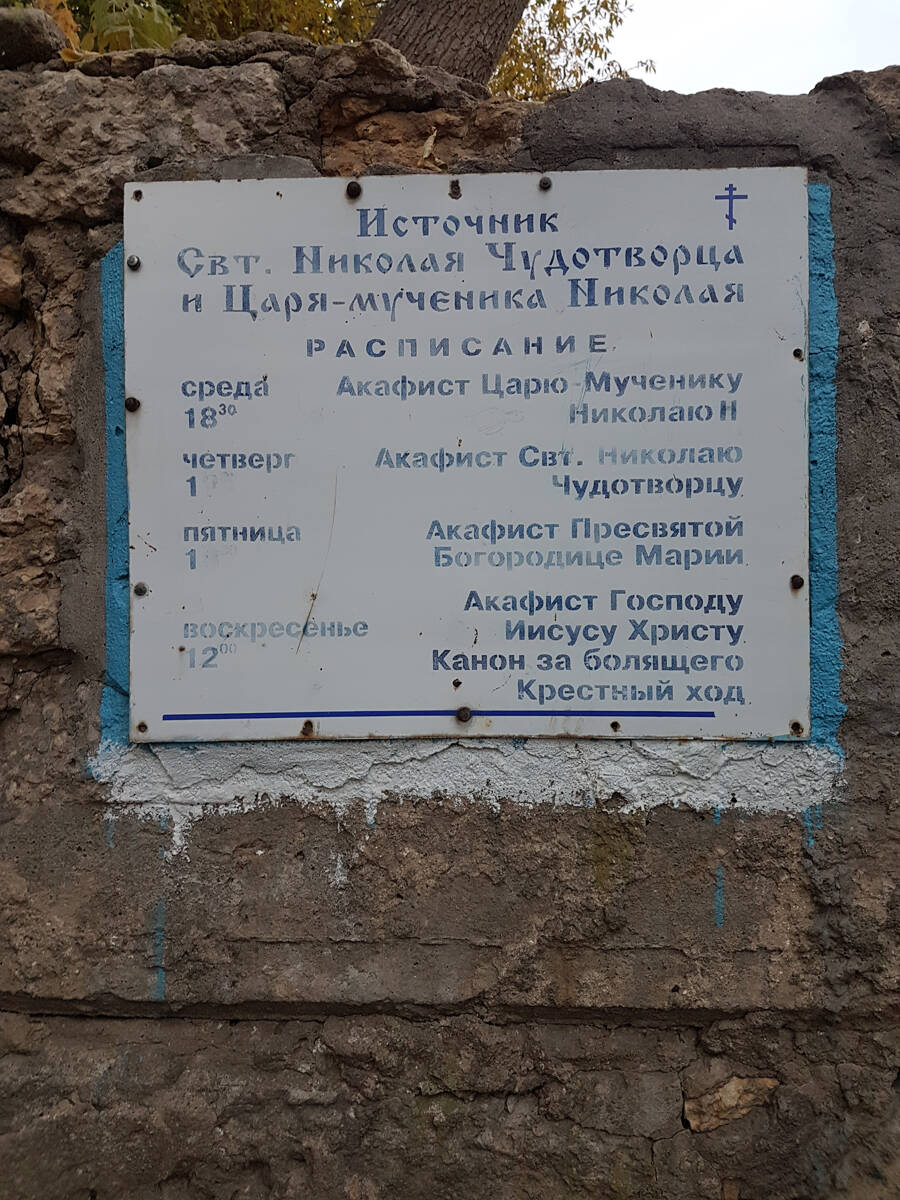 Источник
Свт. Николая Чудотворца
и Царя-мученика Николая
РАСПИСАНИЕ
среда Акафист Царю-Мученику
18³⁰ Николаю II
четверг Акафист Свт. Николаю
Чудотворцу
пятница Акафист Пресвятой
Богородице Марии
Акафист Господу
воскресенье Иисусу Христу
12⁰⁰ Канон за болящего
Крестный ход